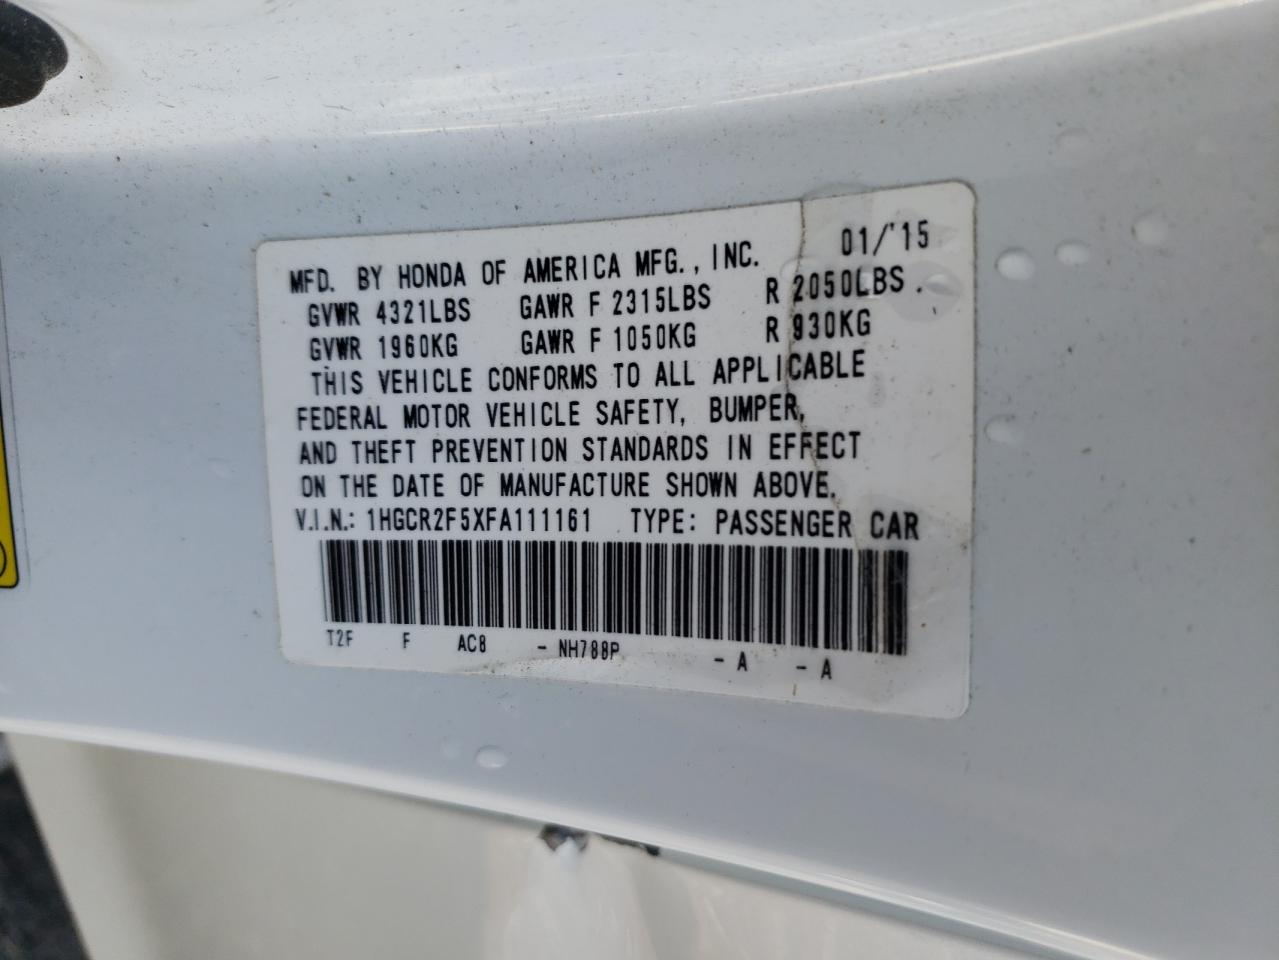 MFD. BY HONDA OF AMERICA MFG., INC. 01/'15
GVWR 4321LBS GAWR F 2315LBS R 2050LBS.
GVWR 1960KG GAWR F 1050KG R 930KG
THIS VEHICLE CONFORMS TO ALL APPLICABLE
FEDERAL MOTOR VEHICLE SAFETY, BUMPER,
AND THEFT PREVENTION STANDARDS IN EFFECT
ON THE DATE OF MANUFACTURE SHOWN ABOVE.
V.I.N.: 1HGCR2F5XFA111161 TYPE: PASSENGER CAR
T2F F AC8 - NH788P - A - A